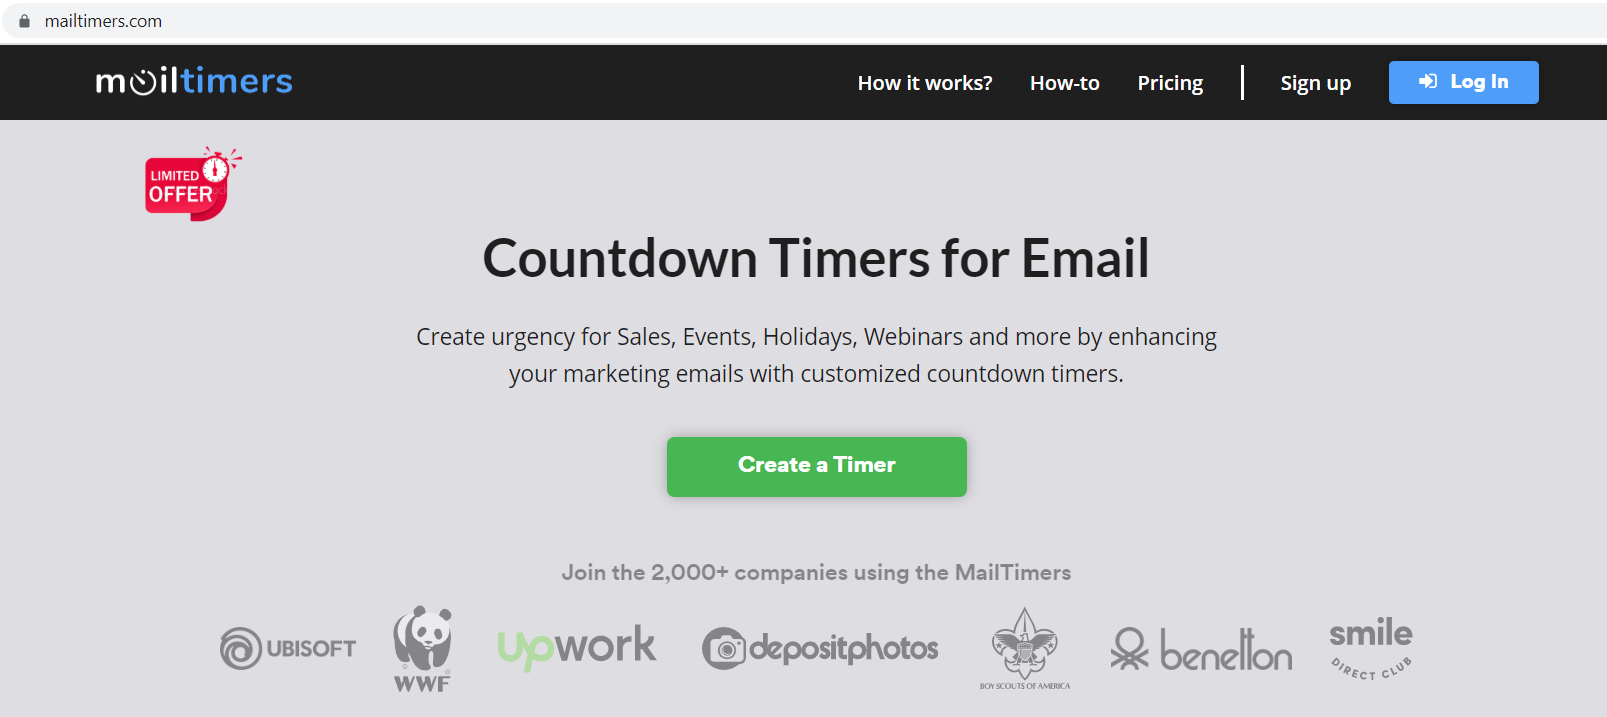 mailtimers.com
mailtimers
How it works?
How-to
Pricing
Sign up
Log In
LIMITED
OFFER
Countdown Timers for Email
Create urgency for Sales, Events, Holidays, Webinars and more by enhancing
your marketing emails with customized countdown timers.
Create a Timer
Join the 2,000+ companies using the MailTimers
UBISOFT
WWF
upwork
depositphotos
BOY SCOUTS OF AMERICA
benetton
smile
DIRECT CLUB